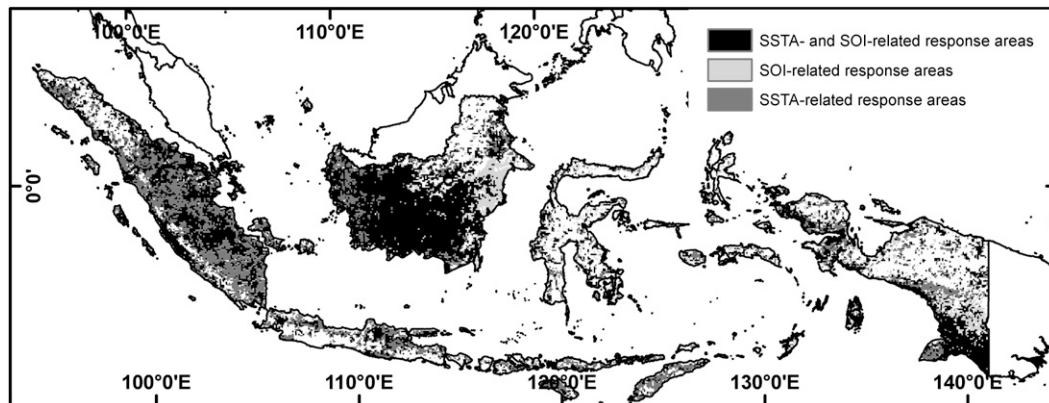 100°0'E 110°0'E 120°0'E
SSTA- and SOI-related response areas
SOI-related response areas
SSTA-related response areas
0°0'
100°0'E 110°0'E 120°0'E 130°0'E 140°0'E